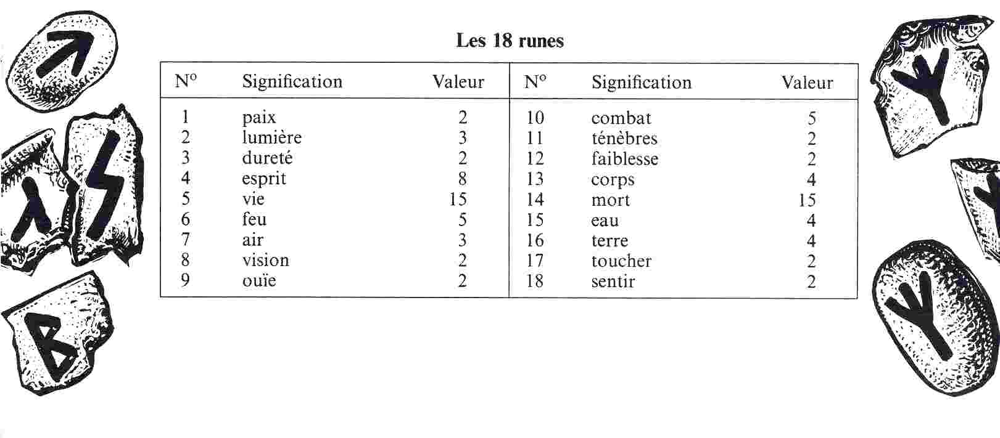 Les 18 runes
Nº Signification Valeur Nº Signification Valeur
1 paix 2 10 combat 5
2 lumière 3 11 ténèbres 2
3 dureté 2 12 faiblesse 2
4 esprit 8 13 corps 4
5 vie 15 14 mort 15
6 feu 5 15 eau 4
7 air 3 16 terre 4
8 vision 2 17 toucher 2
9 ouïe 2 18 sentir 2